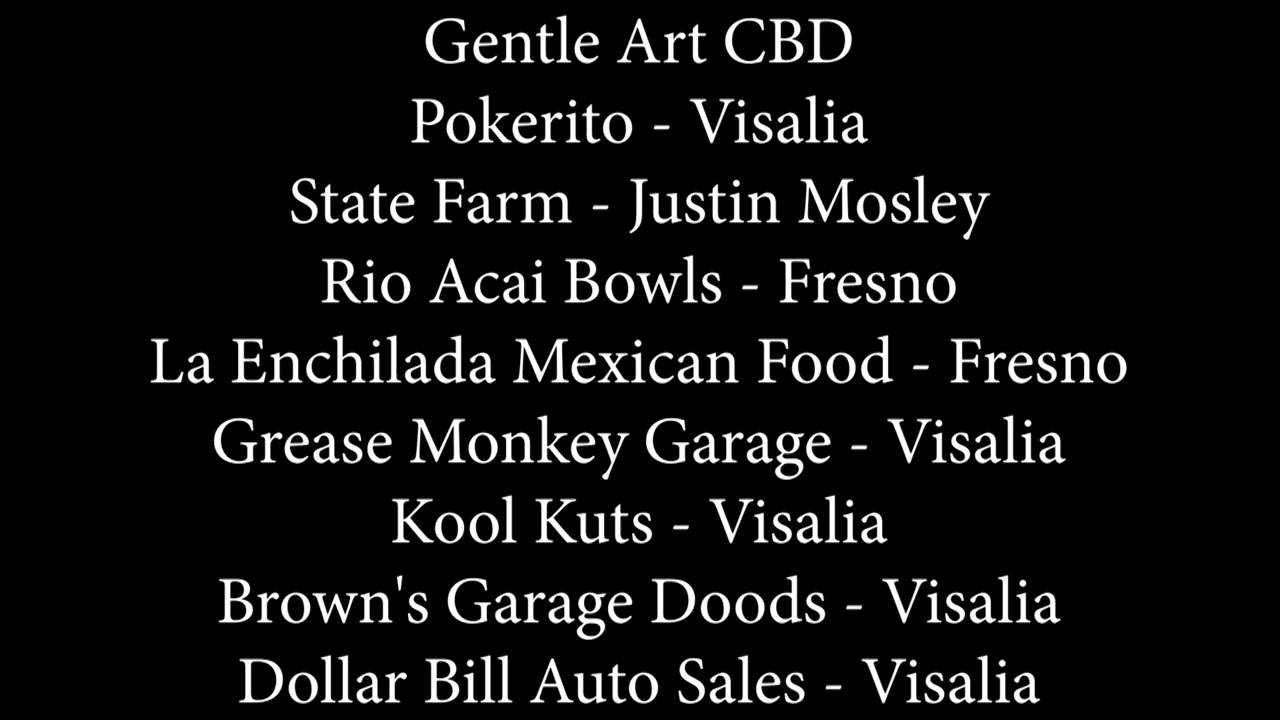 Gentle Art CBD
Pokerito - Visalia
State Farm - Justin Mosley
Rio Acai Bowls - Fresno
La Enchilada Mexican Food - Fresno
Grease Monkey Garage - Visalia
Kool Kuts - Visalia
Brown's Garage Doods - Visalia
Dollar Bill Auto Sales - Visalia